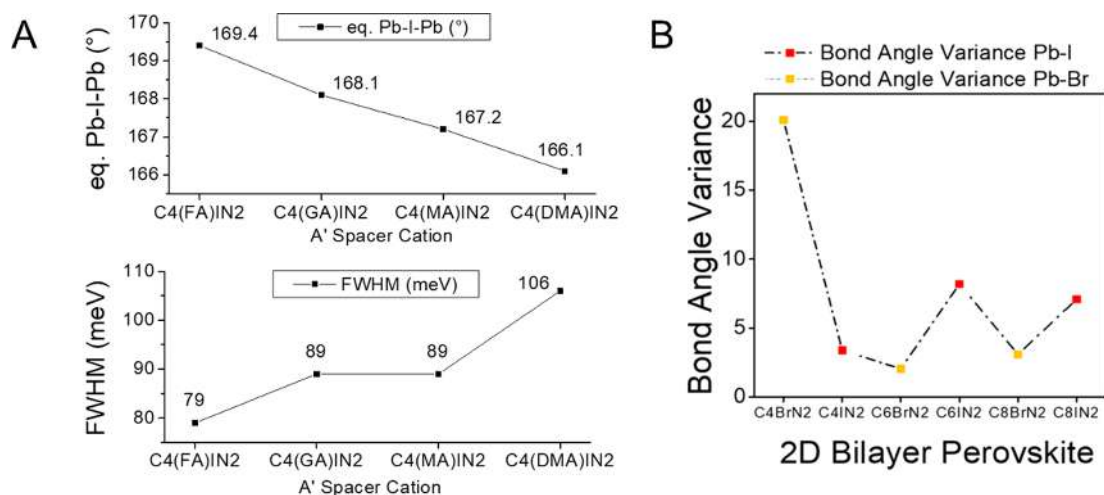 A
eq. Pb-I-Pb (°)
170
169
168
167
166
eq. Pb-I-Pb (°)
169.4
168.1
167.2
166.1
C4(FA)IN2 C4(GA)IN2 C4(MA)IN2 C4(DMA)IN2
A' Spacer Cation
FWHM (meV)
110
100
90
80
FWHM (meV)
79
89
89
106
C4(FA)IN2 C4(GA)IN2 C4(MA)IN2 C4(DMA)IN2
A' Spacer Cation
B
Bond Angle Variance Pb-I
Bond Angle Variance Pb-Br
Bond Angle Variance
20
15
10
5
0
C4BrN2 C4IN2 C6BrN2 C6IN2 C8BrN2 C8IN2
2D Bilayer Perovskite